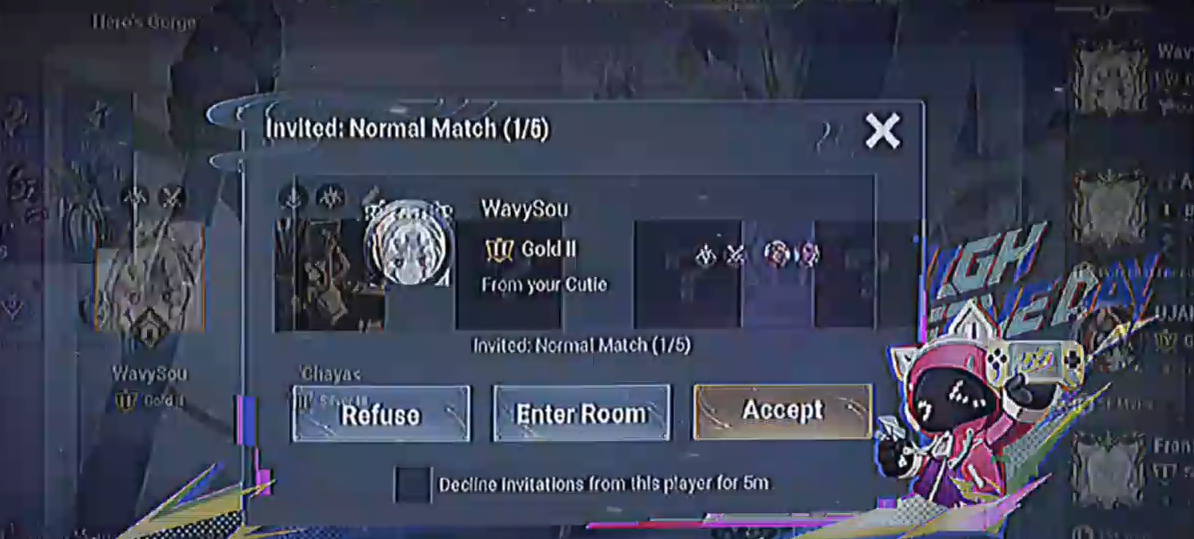 Hero's Gorge
Invited: Normal Match (1/5)
WavySou
Gold II
From your Cutie
Invited: Normal Match (1/5)
WavySou
Gold I
Chayas
Refuse
Enter Room
Accept
Decline Invitations from this player for 5m